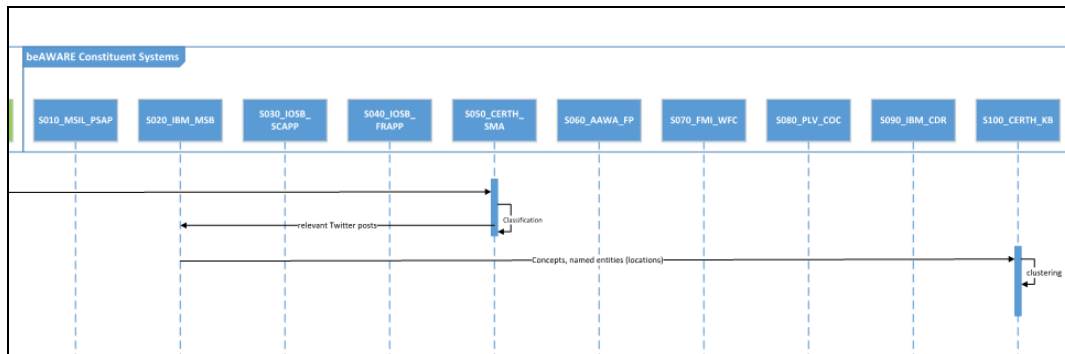 beAWARE Constituent Systems
S010_MSIL_PSAP
S020_IBM_MSB
S030_IOSB_
SCAPP
S040_IOSB_
FRAPP
S050_CERTH_
SMA
S060_AAWA_FP
S070_FMI_WFC
S080_PLV_COC
S090_IBM_CDR
S100_CERTH_KB
Classification
relevant Twitter posts
Concepts, named entities (locations)
clustering